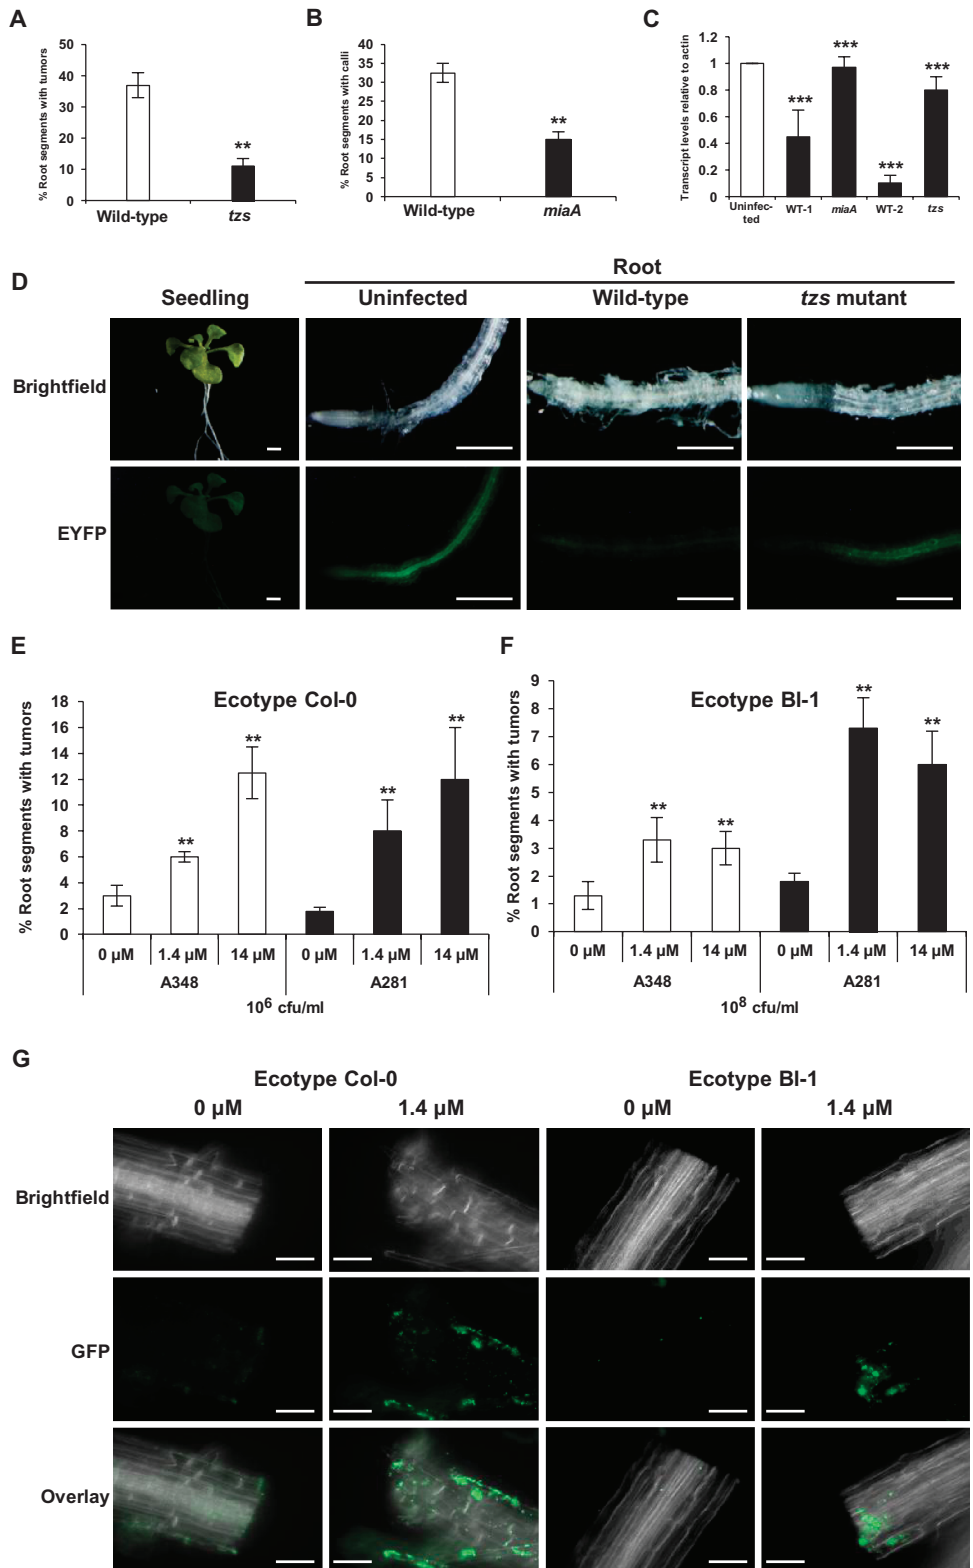 A
% Root segments with tumors
50
40
30
20
10
0
**
Wild-type
tzs
B
% Root segments with calli
40
35
30
25
20
15
10
5
0
**
Wild-type
miaA
C
Transcript levels relative to actin
1.2
1
0.8
0.6
0.4
0.2
0
***
***
***
***
Uninfec-
ted
WT-1
miaA
WT-2
tzs
D
Root
Seedling
Uninfected
Wild-type
tzs mutant
Brightfield
EYFP
E
Ecotype Col-0
% Root segments with tumors
18
16
14
12
10
8
6
4
2
0
**
**
**
**
0 µM
1.4 µM
14 µM
0 µM
1.4 µM
14 µM
A348
A281
10⁶ cfu/ml
F
Ecotype Bl-1
% Root segments with tumors
9
8
7
6
5
4
3
2
1
0
**
**
**
**
0 µM
1.4 µM
14 µM
0 µM
1.4 µM
14 µM
A348
A281
10⁸ cfu/ml
G
Ecotype Col-0
Ecotype Bl-1
0 µM
1.4 µM
0 µM
1.4 µM
Brightfield
GFP
Overlay